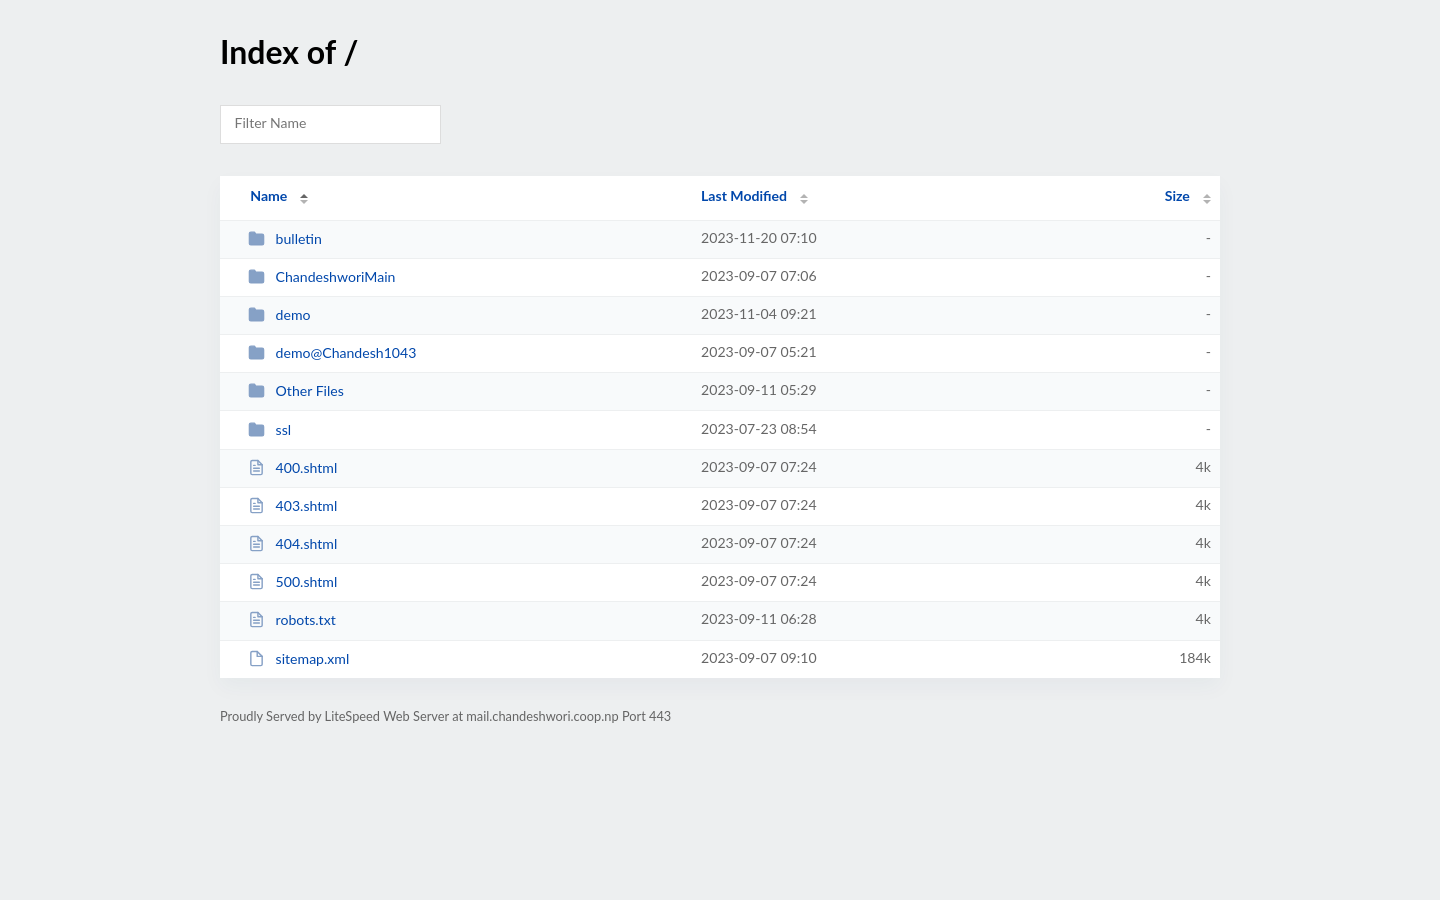 Index of /
Filter Name
Name Last Modified Size
bulletin 2023-11-20 07:10 -
ChandeshworiMain 2023-09-07 07:06 -
demo 2023-11-04 09:21 -
demo@Chandesh1043 2023-09-07 05:21 -
Other Files 2023-09-11 05:29 -
ssl 2023-07-23 08:54 -
400.shtml 2023-09-07 07:24 4k
403.shtml 2023-09-07 07:24 4k
404.shtml 2023-09-07 07:24 4k
500.shtml 2023-09-07 07:24 4k
robots.txt 2023-09-11 06:28 4k
sitemap.xml 2023-09-07 09:10 184k
Proudly Served by LiteSpeed Web Server at mail.chandeshwori.coop.np Port 443